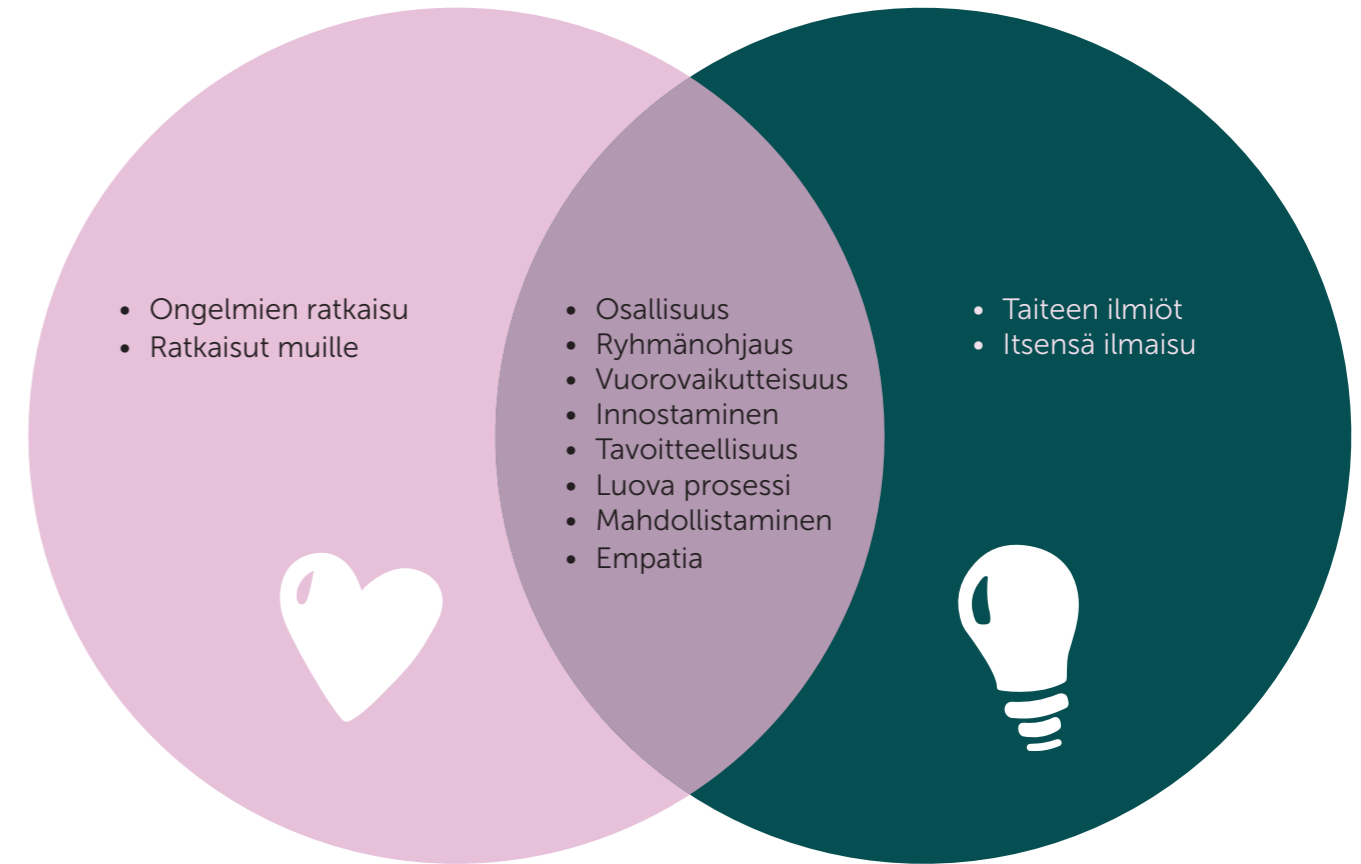 • Ongelmien ratkaisu
• Ratkaisut muille
• Osallisuus
• Ryhmänohjaus
• Vuorovaikutteisuus
• Innostaminen
• Tavoitteellisuus
• Luova prosessi
• Mahdollistaminen
• Empatia
• Taiteen ilmiöt
• Itsensä ilmaisu